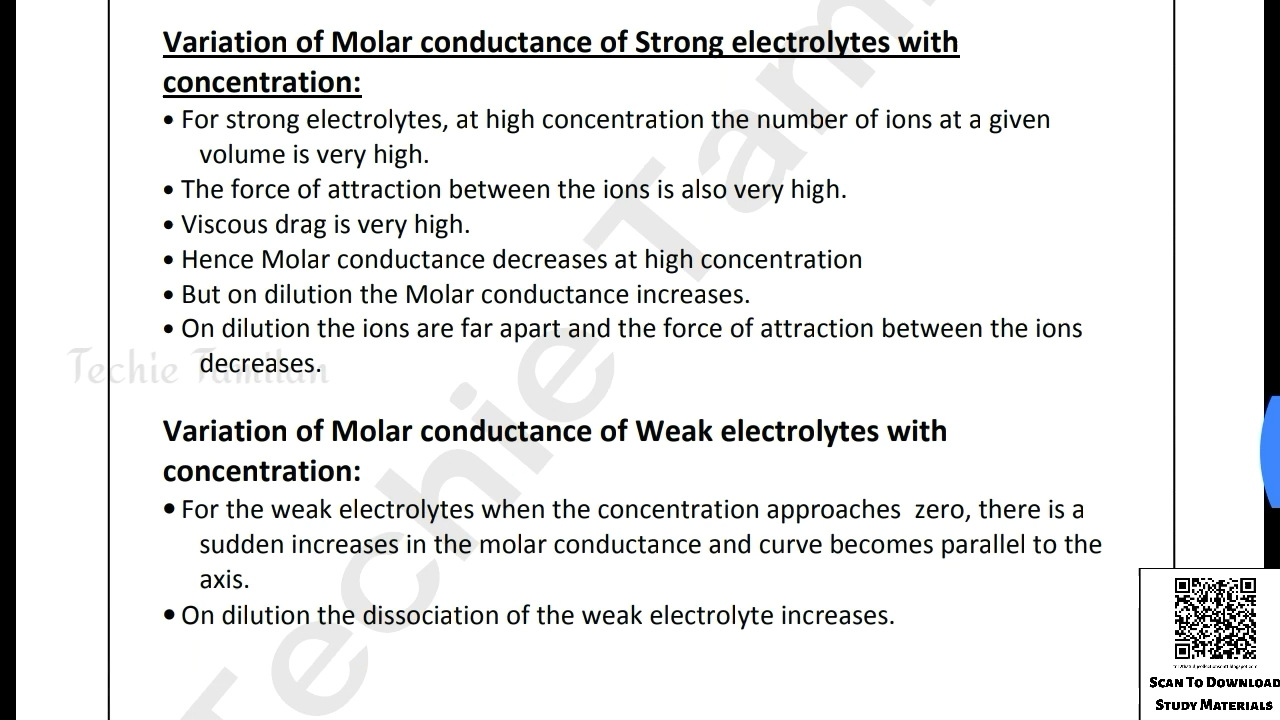 Variation of Molar conductance of Strong electrolytes with
concentration:
• For strong electrolytes, at high concentration the number of ions at a given
volume is very high.
• The force of attraction between the ions is also very high.
• Viscous drag is very high.
• Hence Molar conductance decreases at high concentration
• But on dilution the Molar conductance increases.
• On dilution the ions are far apart and the force of attraction between the ions
decreases.
Techie Tamilan
Variation of Molar conductance of Weak electrolytes with
concentration:
• For the weak electrolytes when the concentration approaches  zero, there is a
sudden increases in the molar conductance and curve becomes parallel to the
axis.
• On dilution the dissociation of the weak electrolyte increases.
Techie Tam
SCAN TO DOWNLOAD
STUDY MATERIALS